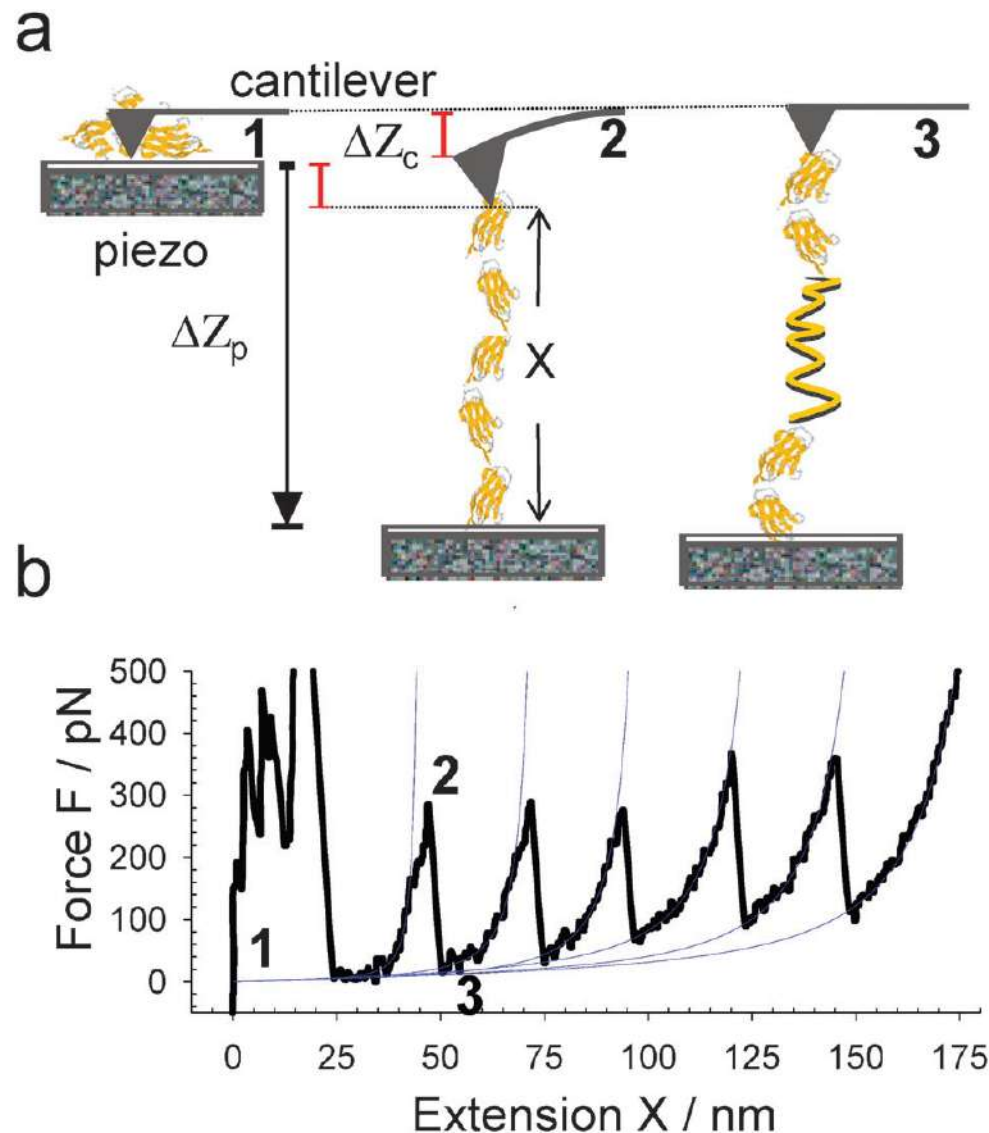 a
cantilever
1
ΔZc
2
3
piezo
ΔZp
X
b
Force F / pN
500
400
300
200
100
0
1
2
3
0 25 50 75 100 125 150 175
Extension X / nm